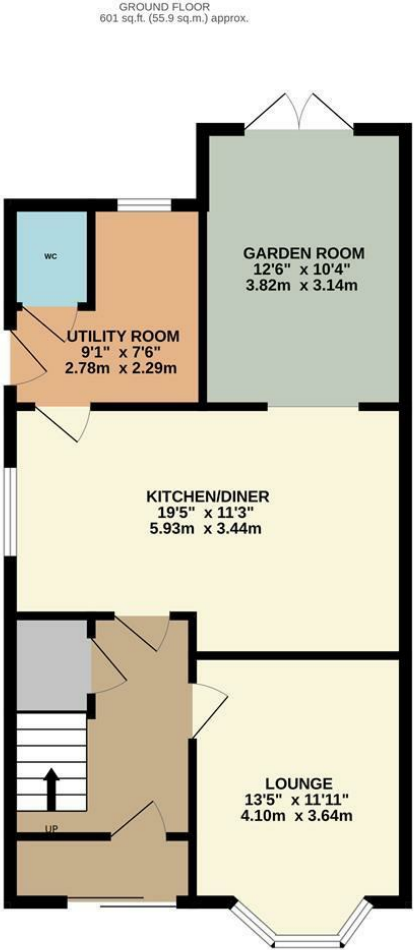 GROUND FLOOR
601 sq.ft. (55.9 sq.m.) approx.
GARDEN ROOM
12'6" x 10'4"
3.82m x 3.14m
WC
UTILITY ROOM
9'1" x 7'6"
2.78m x 2.29m
KITCHEN/DINER
19'5" x 11'3"
5.93m x 3.44m
LOUNGE
13'5" x 11'11"
4.10m x 3.64m
UP